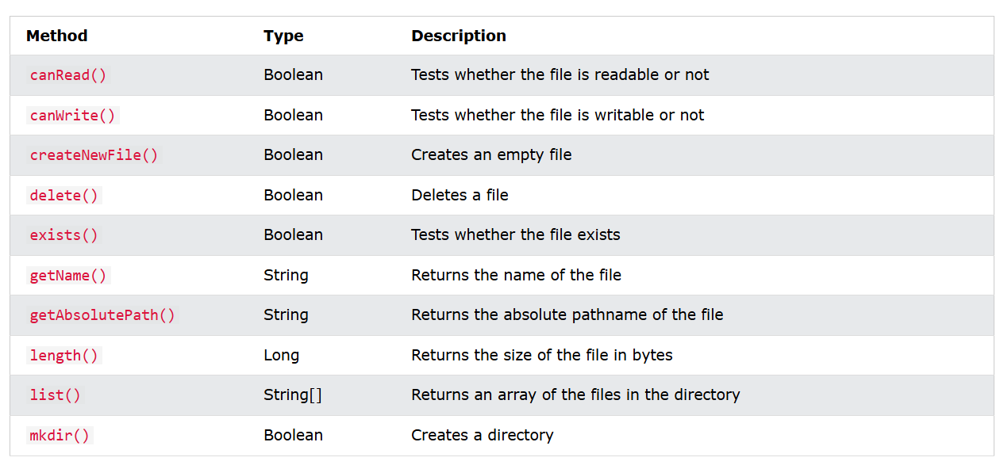 Method Type Description
canRead() Boolean Tests whether the file is readable or not
canWrite() Boolean Tests whether the file is writable or not
createNewFile() Boolean Creates an empty file
delete() Boolean Deletes a file
exists() Boolean Tests whether the file exists
getName() String Returns the name of the file
getAbsolutePath() String Returns the absolute pathname of the file
length() Long Returns the size of the file in bytes
list() String[] Returns an array of the files in the directory
mkdir() Boolean Creates a directory